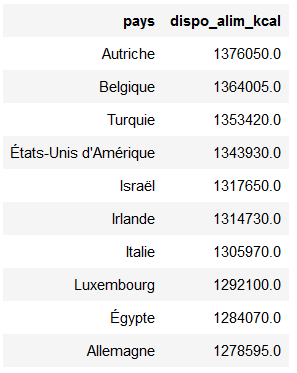 pays dispo_alim_kcal
Autriche 1376050.0
Belgique 1364005.0
Turquie 1353420.0
États-Unis d'Amérique 1343930.0
Israël 1317650.0
Irlande 1314730.0
Italie 1305970.0
Luxembourg 1292100.0
Égypte 1284070.0
Allemagne 1278595.0